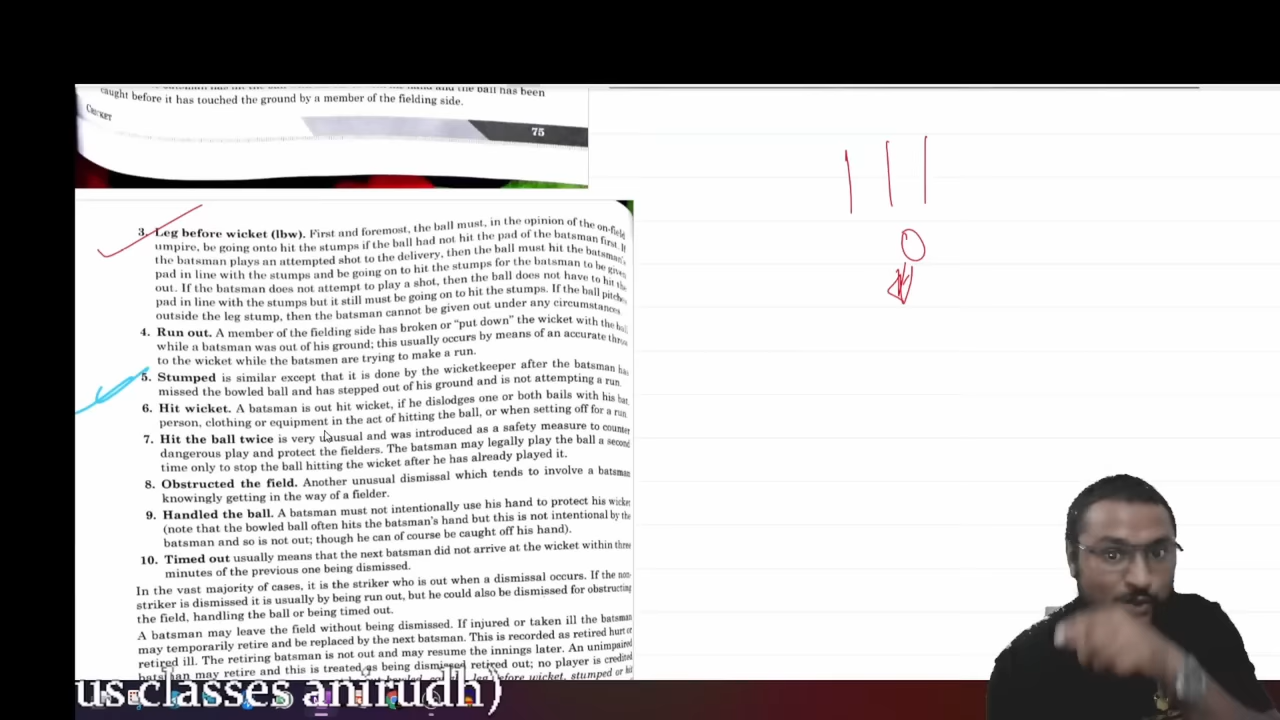 caught before it has touched the ground by a member of the fielding side.
CRICKET
75
3. Leg before wicket (lbw). First and foremost, the ball must, in the opinion of the on-field
umpire, be going onto hit the stumps if the ball had not hit the pad of the batsman first. If
the batsman plays an attempted shot to the delivery, then the ball must hit the batsman's
pad in line with the stumps and be going on to hit the stumps for the batsman to be given
out. If the batsman does not attempt to play a shot, then the ball does not have to hit the
pad in line with the stumps but it still must be going on to hit the stumps. If the ball pitches
outside the leg stump, then the batsman cannot be given out under any circumstances.
4. Run out. A member of the fielding side has broken or "put down" the wicket with the ball
while a batsman was out of his ground; this usually occurs by means of an accurate throw
to the wicket while the batsmen are trying to make a run.
5. Stumped is similar except that it is done by the wicketkeeper after the batsman has
missed the bowled ball and has stepped out of his ground and is not attempting a run.
6. Hit wicket. A batsman is out hit wicket, if he dislodges one or both bails with his bat,
person, clothing or equipment in the act of hitting the ball, or when setting off for a run
7. Hit the ball twice is very unusual and was introduced as a safety measure to counter
dangerous play and protect the fielders. The batsman may legally play the ball a second
time only to stop the ball hitting the wicket after he has already played it.
8. Obstructed the field. Another unusual dismissal which tends to involve a batsman
knowingly getting in the way of a fielder.
9. Handled the ball. A batsman must not intentionally use his hand to protect his wicket
(note that the bowled ball often hits the batsman's hand but this is not intentional by the
batsman and so is not out; though he can of course be caught off his hand).
10. Timed out usually means that the next batsman did not arrive at the wicket within three
minutes of the previous one being dismissed.
In the vast majority of cases, it is the striker who is out when a dismissal occurs. If the non-
striker is dismissed it is usually by being run out, but he could also be dismissed for obstructing
the field, handling the ball or being timed out.
A batsman may leave the field without being dismissed. If injured or taken ill the batsman
may temporarily retire and be replaced by the next batsman. This is recorded as retired hurt or
retired ill. The retiring batsman is not out and may resume the innings later. An unimpaired
batsman may retire and this is treated as being dismissed retired out; no player is credited
before wicket, stumped or hit
us classes anirudh)